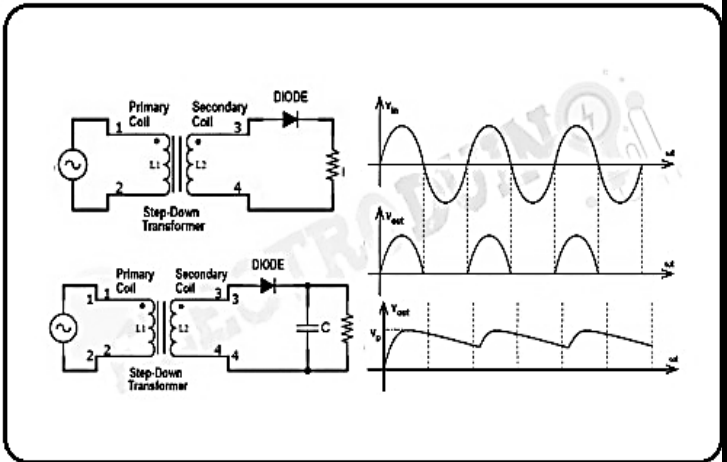 DIODE
Primary Coil
Secondary Coil
1
3
L1
L2
2
4
Step-Down
Transformer
Vin
Vout
ELECTRODUINO
DIODE
Primary Coil
Secondary Coil
1 1
3 3
L1
L2
C
2 2
4 4
Step-Down
Transformer
Vout
Vp